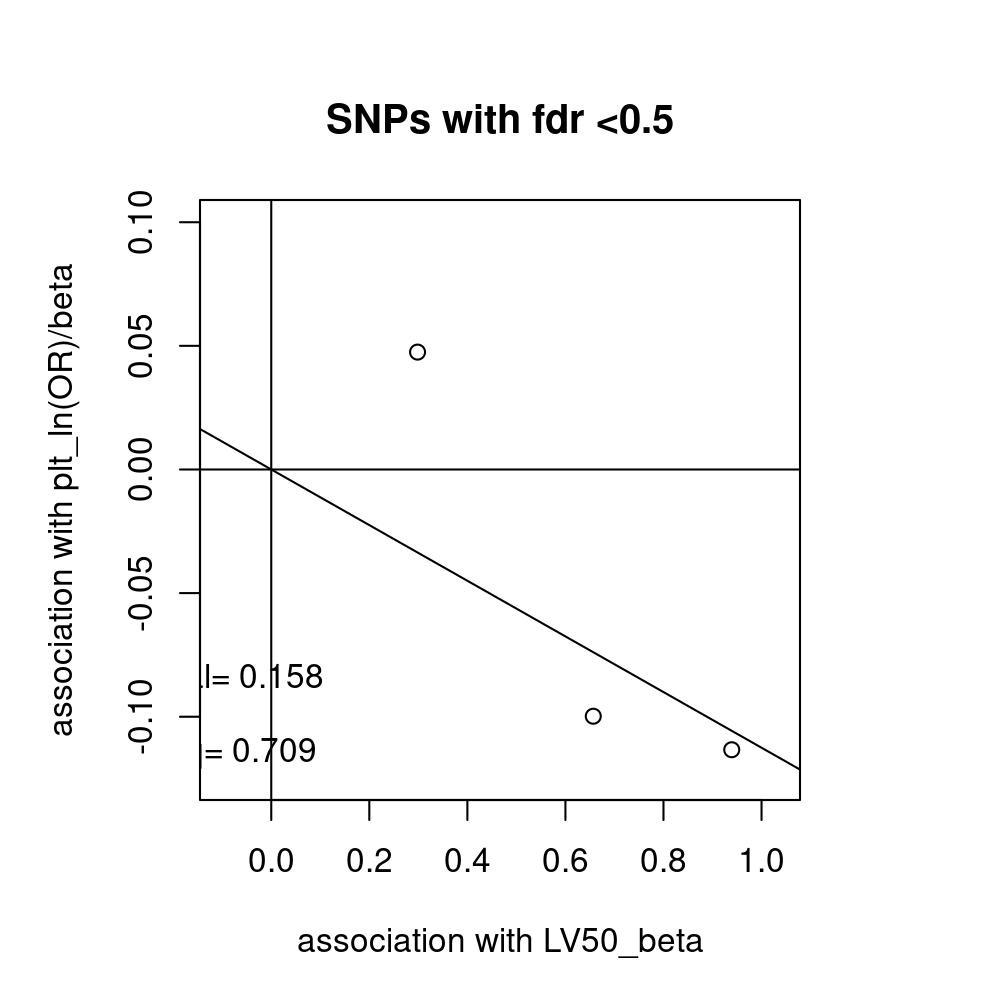 SNPs with fdr <0.5
association with plt_ln(OR)/beta
0.10
0.05
0.00
-0.05
-0.10
= 0.158
= 0.709
0.0 0.2 0.4 0.6 0.8 1.0
association with LV50_beta